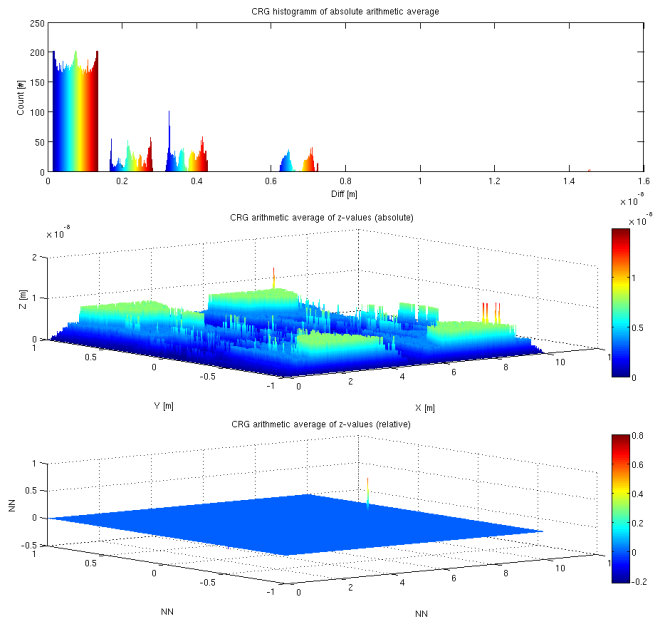 CRG histogramm of absolute arithmetic average
250
200
150
100
50
0
Count [#]
0 0.2 0.4 0.6 0.8 1 1.2 1.4 1.6
Diff [m]
× 10⁻⁶
CRG arithmetic average of z-values (absolute)
× 10⁻⁶
2
1
0
Z [m]
1 0.5 0 -0.5 -1
Y [m]
0 2 4 6 8 10 1
X [m]
× 10⁻⁶
1
0.5
0
CRG arithmetic average of z-values (relative)
1
0.5
0
-0.5
NN
1 0.5 0 -0.5 -1
NN
0 2 4 6 8 10 1
NN
0.8
0.6
0.4
0.2
0
-0.2